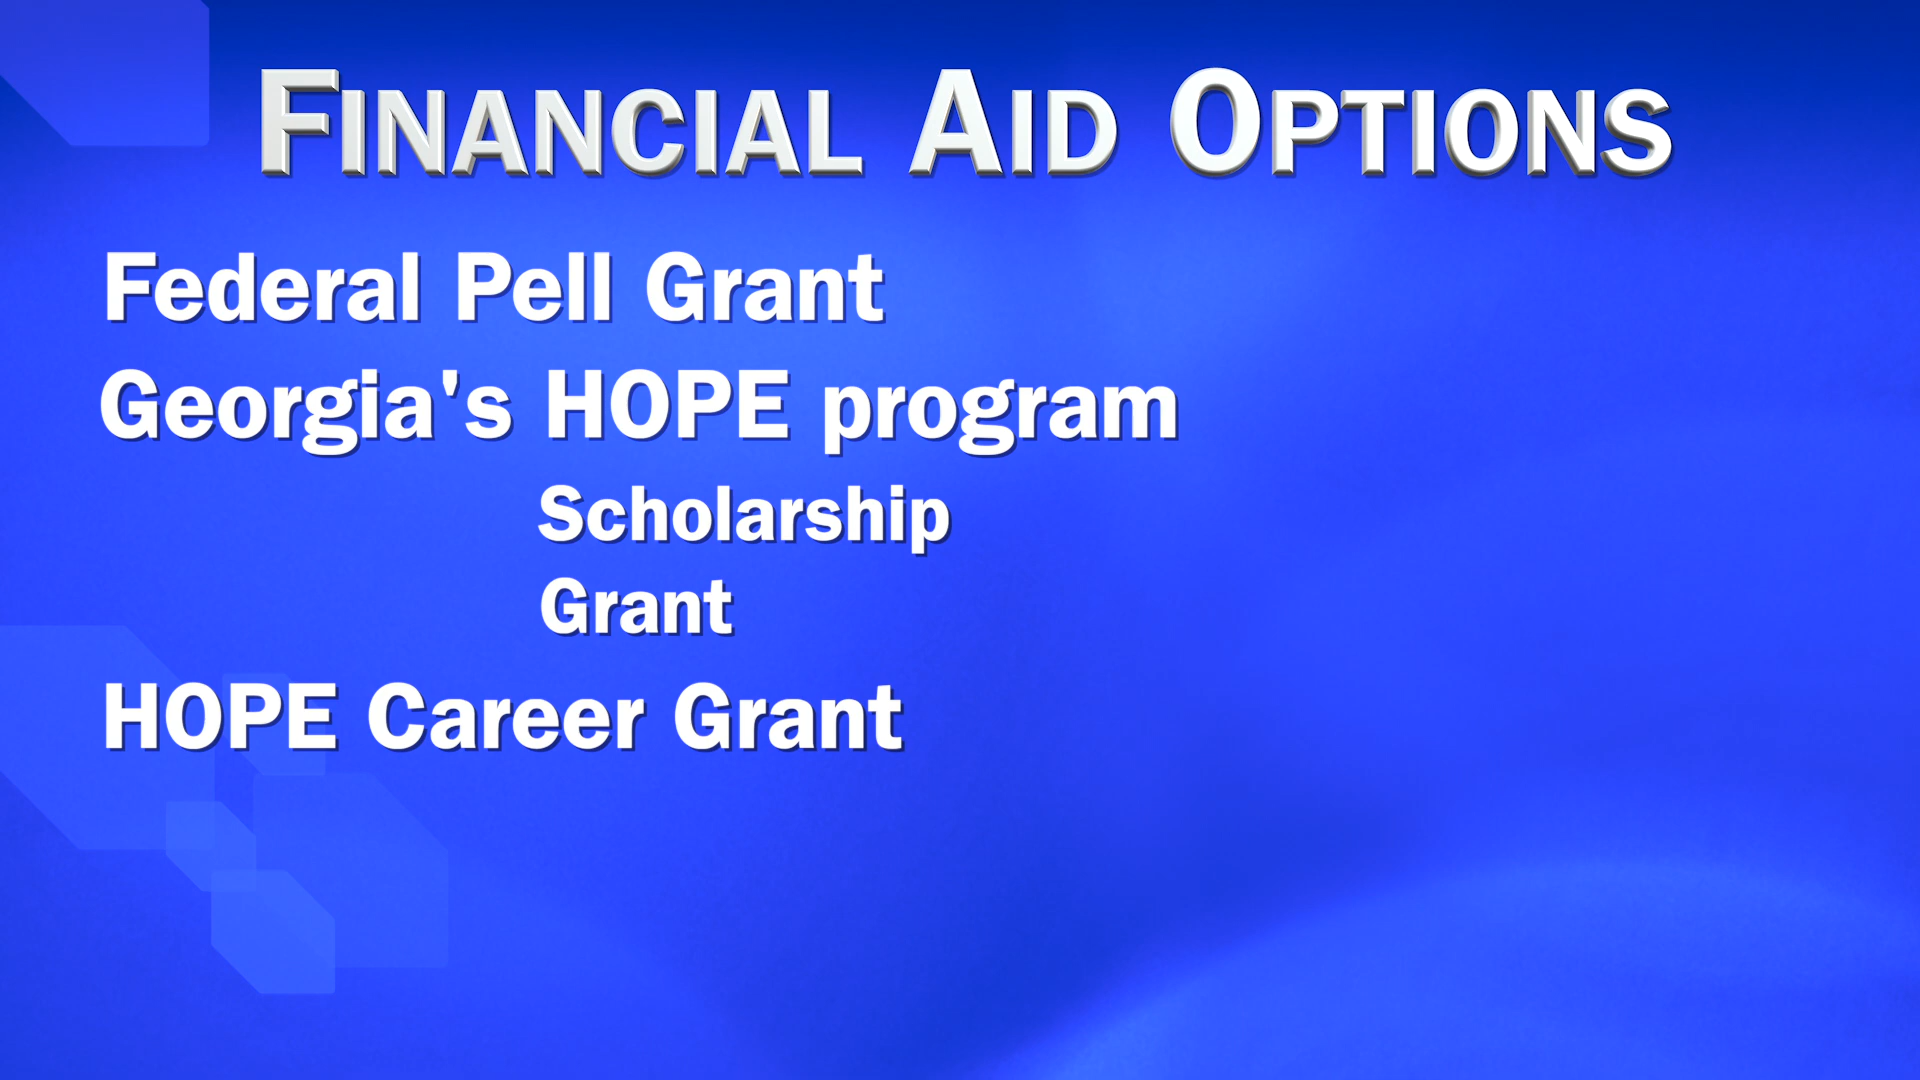 Financial Aid Options
Federal Pell Grant
Georgia's HOPE program
Scholarship
Grant
HOPE Career Grant